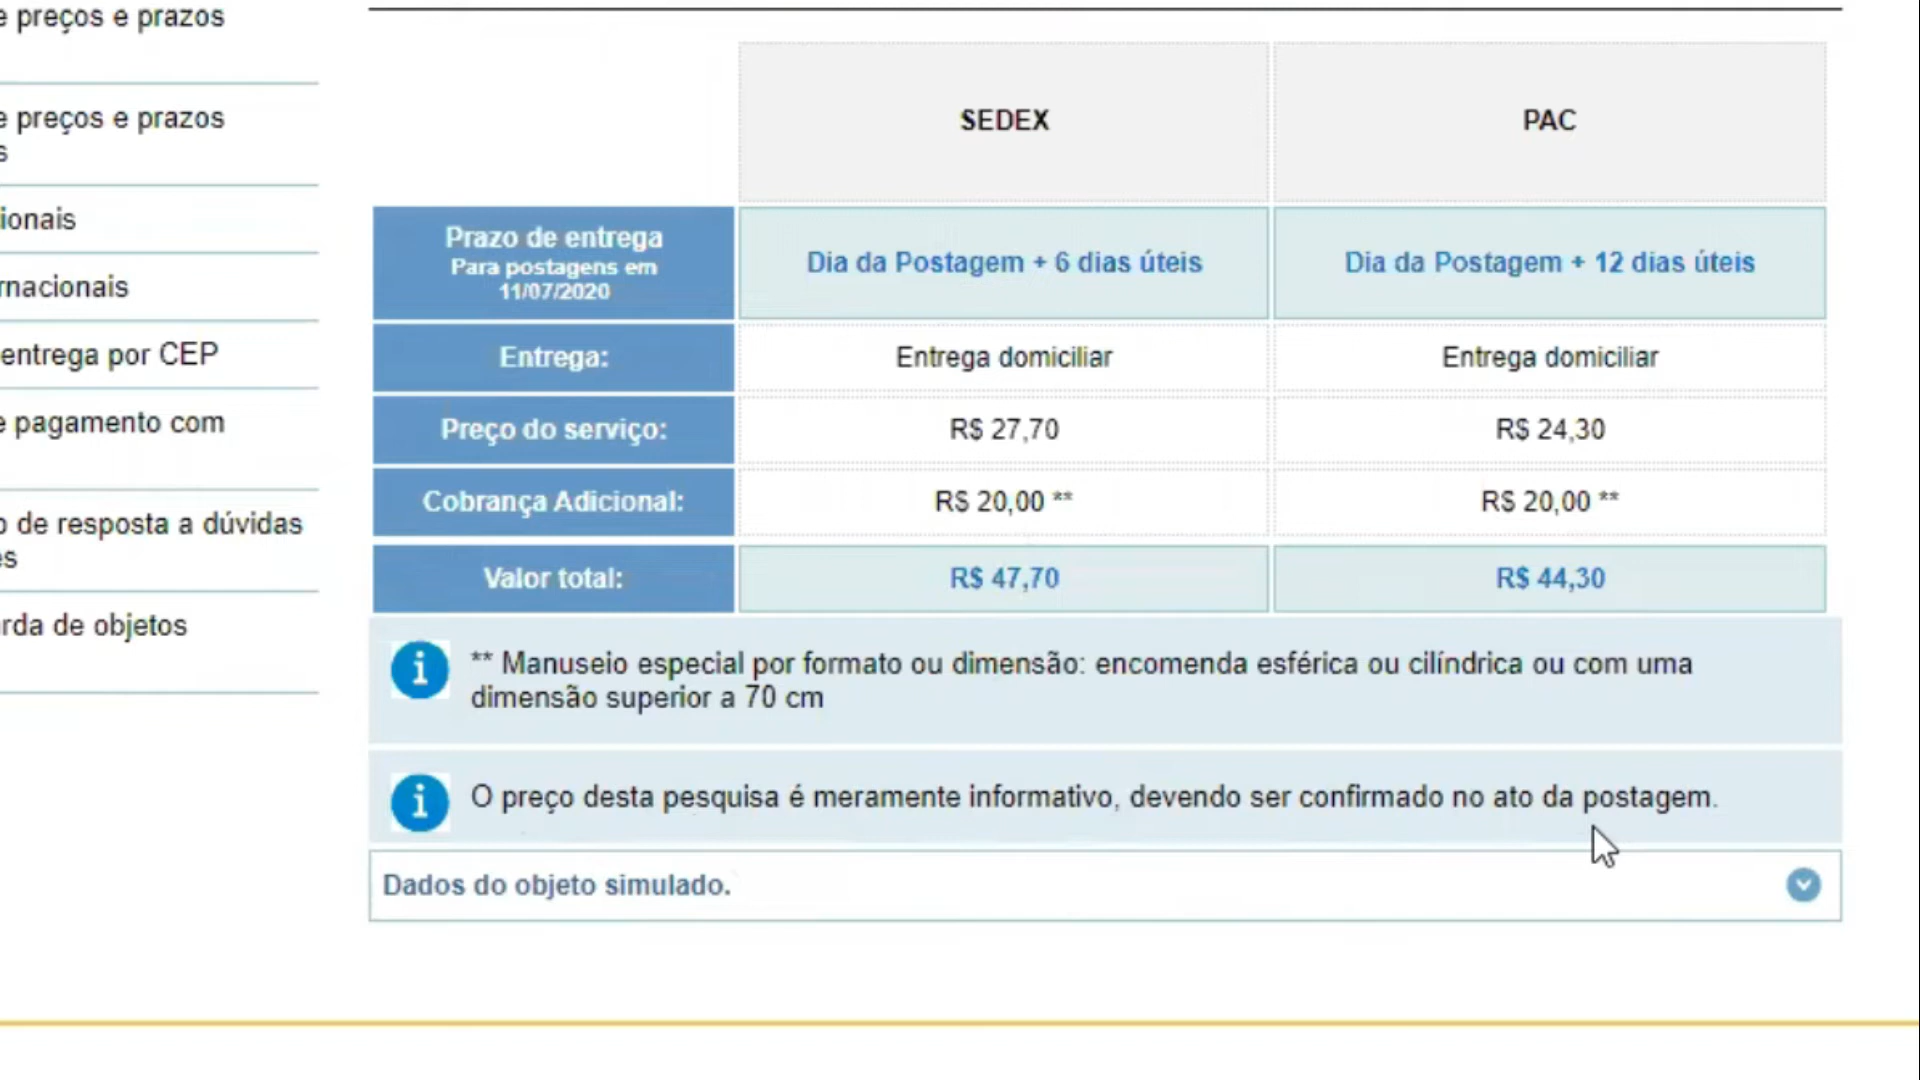 e preços e prazos
e preços e prazos
s
ionais
rnacionais
entrega por CEP
e pagamento com
o de resposta a dúvidas
es
rda de objetos
SEDEX PAC
Prazo de entrega
Para postagens em
11/07/2020
Dia da Postagem + 6 dias úteis Dia da Postagem + 12 dias úteis
Entrega: Entrega domiciliar Entrega domiciliar
Preço do serviço: R$ 27,70 R$ 24,30
Cobrança Adicional: R$ 20,00 ** R$ 20,00 **
Valor total: R$ 47,70 R$ 44,30
** Manuseio especial por formato ou dimensão: encomenda esférica ou cilíndrica ou com uma
dimensão superior a 70 cm
O preço desta pesquisa é meramente informativo, devendo ser confirmado no ato da postagem.
Dados do objeto simulado.